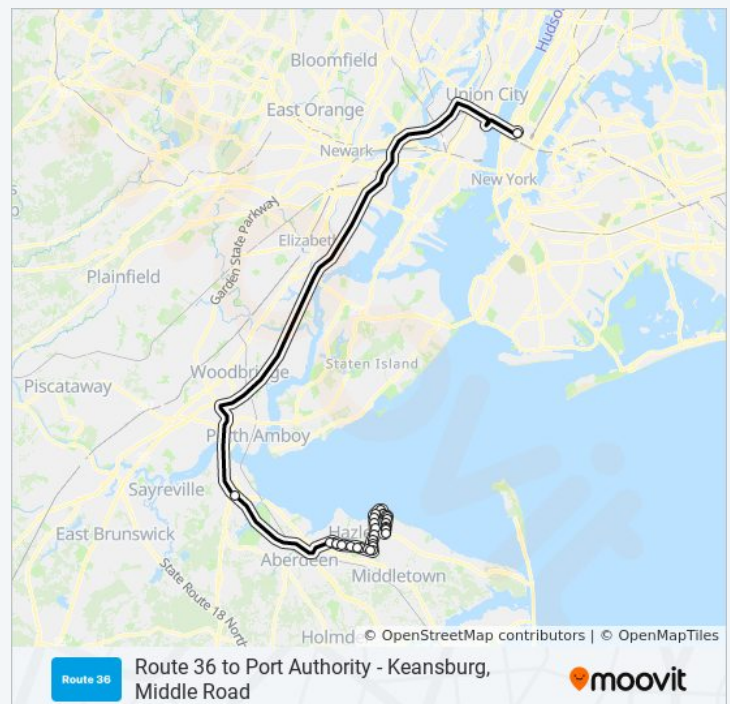 Bloomfield
Hudson
Union City
East Orange
Newark
New York
Garden State Parkway
Elizabeth
Plainfield
Staten Island
Woodbridge
Piscataway
Perth Amboy
Sayreville
Hazle
East Brunswick
Aberdeen
State Route 18 North
Middletown
Holmd
© OpenStreetMap contributors | © OpenMapTiles
Route 36
Route 36 to Port Authority - Keansburg,
Middle Road
moovit